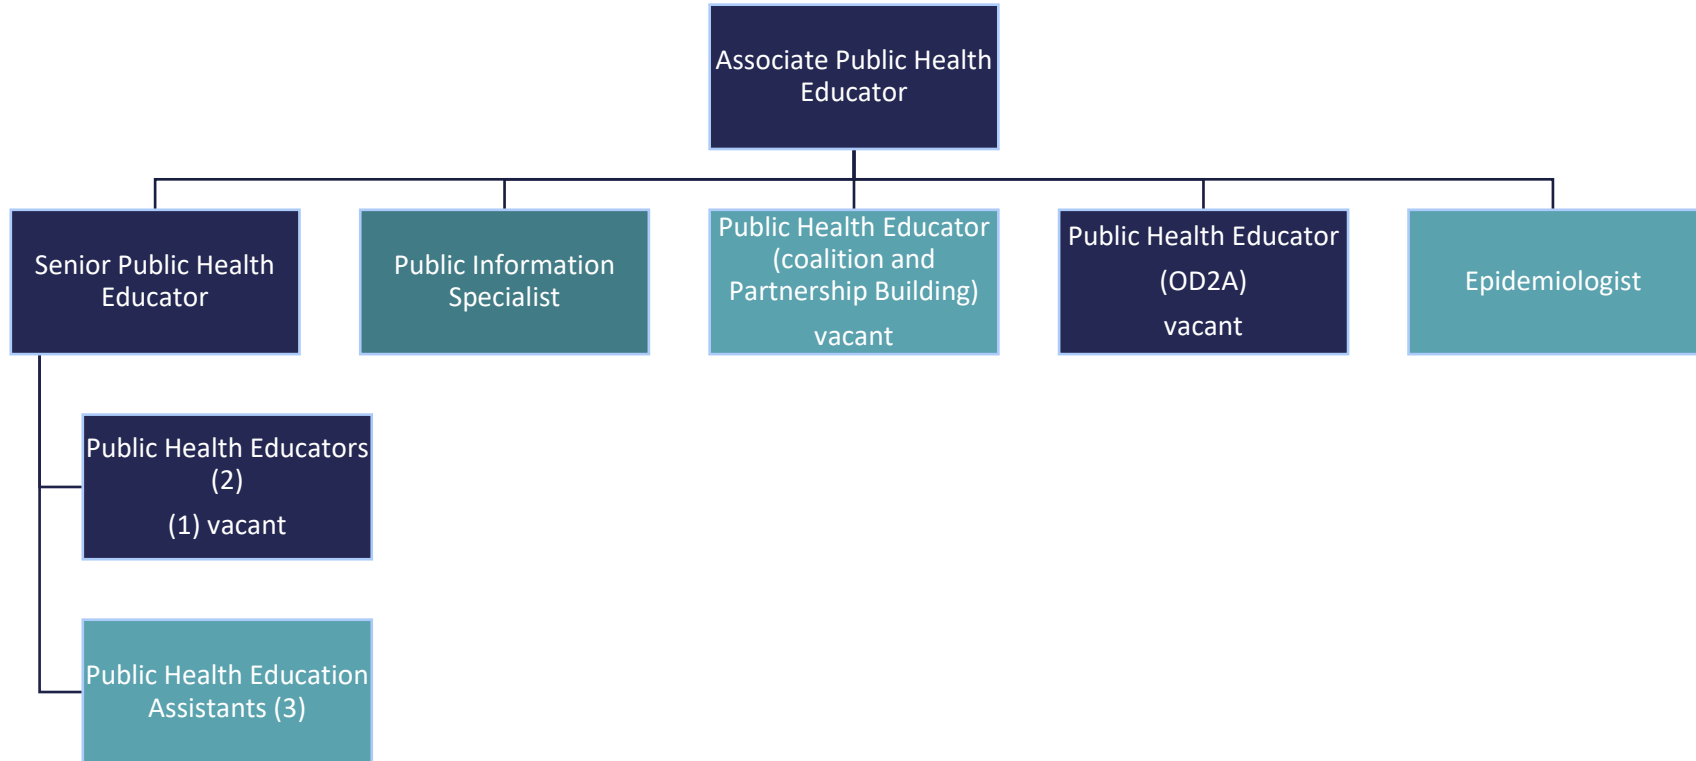 Associate Public Health
Educator
Senior Public Health
Educator
Public Information
Specialist
Public Health Educator
(coalition and
Partnership Building)
vacant
Public Health Educator
(OD2A)
vacant
Epidemiologist
Public Health Educators
(2)
(1) vacant
Public Health Education
Assistants (3)